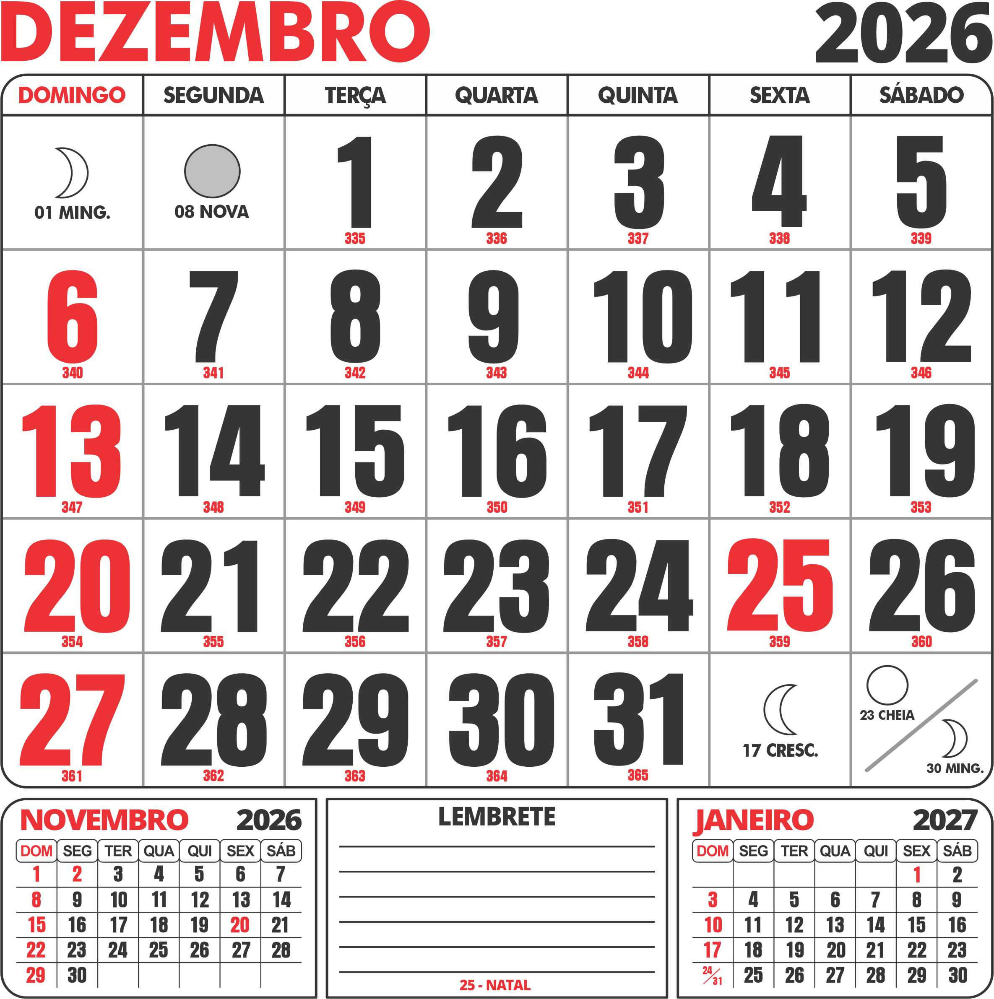 DEZEMBRO 2026
DOMINGO SEGUNDA TERÇA QUARTA QUINTA SEXTA SÁBADO
01 MING. 08 NOVA 1 2 3 4 5
335 336 337 338 339
6 7 8 9 10 11 12
340 341 342 343 344 345 346
13 14 15 16 17 18 19
347 348 349 350 351 352 353
20 21 22 23 24 25 26
354 355 356 357 358 359 360
27 28 29 30 31 17 CRESC. 23 CHEIA 30 MING.
361 362 363 364 365
NOVEMBRO 2026
DOM SEG TER QUA QUI SEX SÁB
1 2 3 4 5 6 7
8 9 10 11 12 13 14
15 16 17 18 19 20 21
22 23 24 25 26 27 28
29 30
LEMBRETE
25 - NATAL
JANEIRO 2027
DOM SEG TER QUA QUI SEX SÁB
1 2
3 4 5 6 7 8 9
10 11 12 13 14 15 16
17 18 19 20 21 22 23
24/31 25 26 27 28 29 30